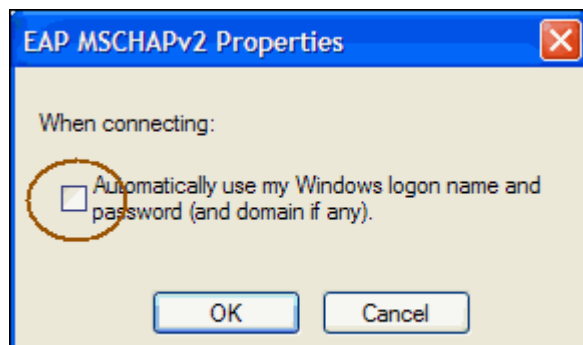 EAP MSCHAPv2 Properties
When connecting:
Automatically use my Windows logon name and
password (and domain if any).
OK
Cancel